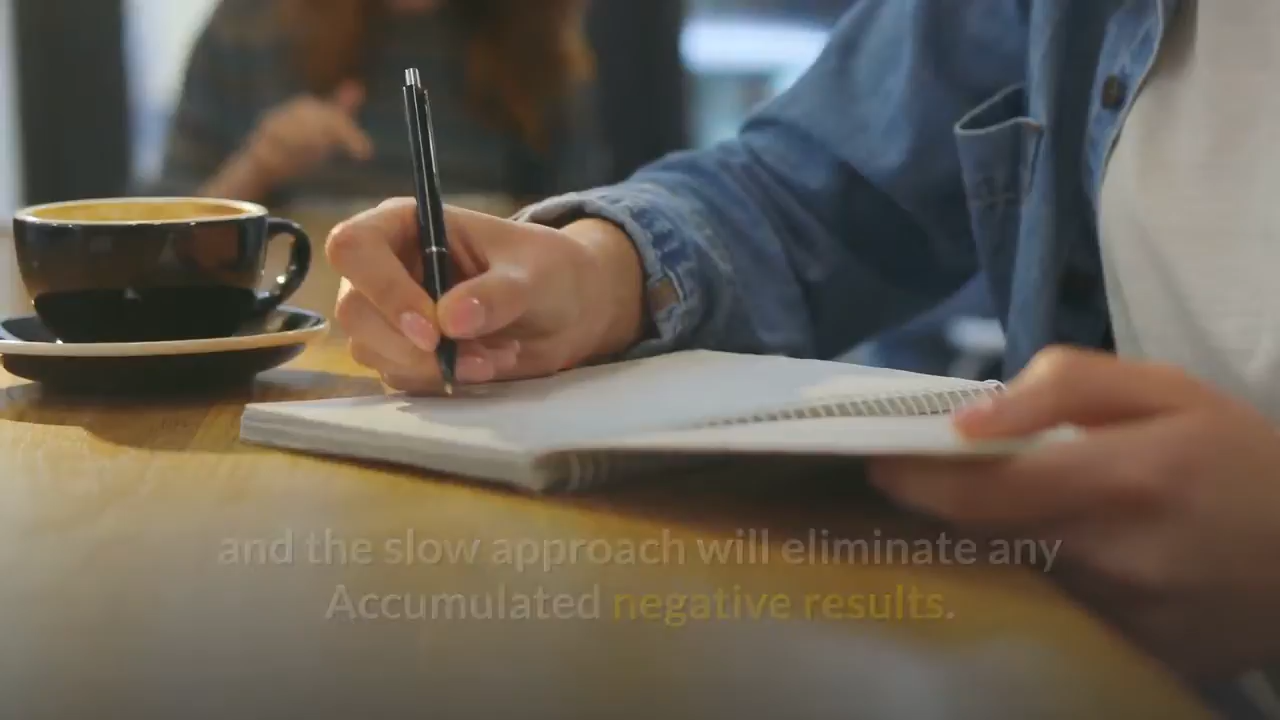 and the slow approach will eliminate any
Accumulated negative results.